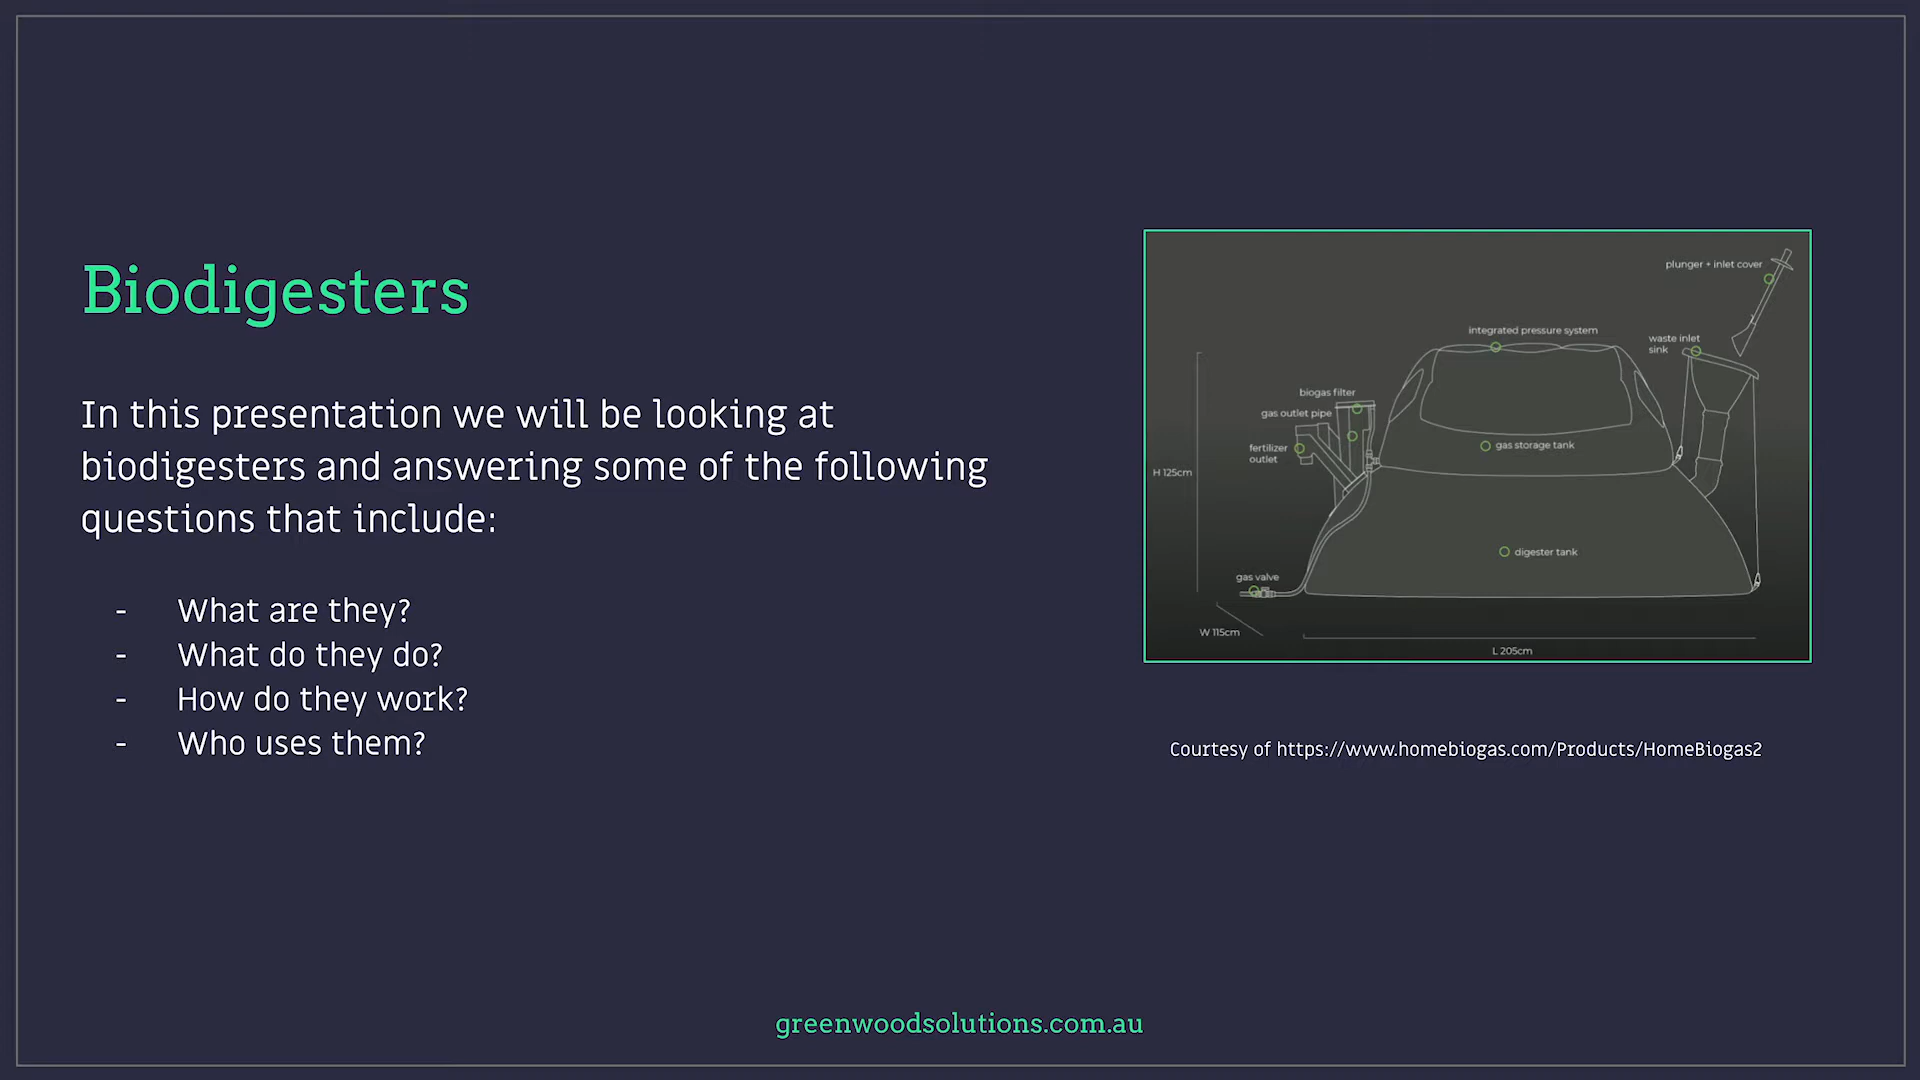 Biodigesters
In this presentation we will be looking at
biodigesters and answering some of the following
questions that include:
- What are they?
- What do they do?
- How do they work?
- Who uses them?
plunger + inlet cover
integrated pressure system
waste inlet
sink
biogas filter
gas outlet pipe
fertilizer
outlet
gas storage tank
H 125cm
digester tank
gas valve
W 115cm
L 205cm
Courtesy of https://www.homebiogas.com/Products/HomeBiogas2
greenwoodsolutions.com.au